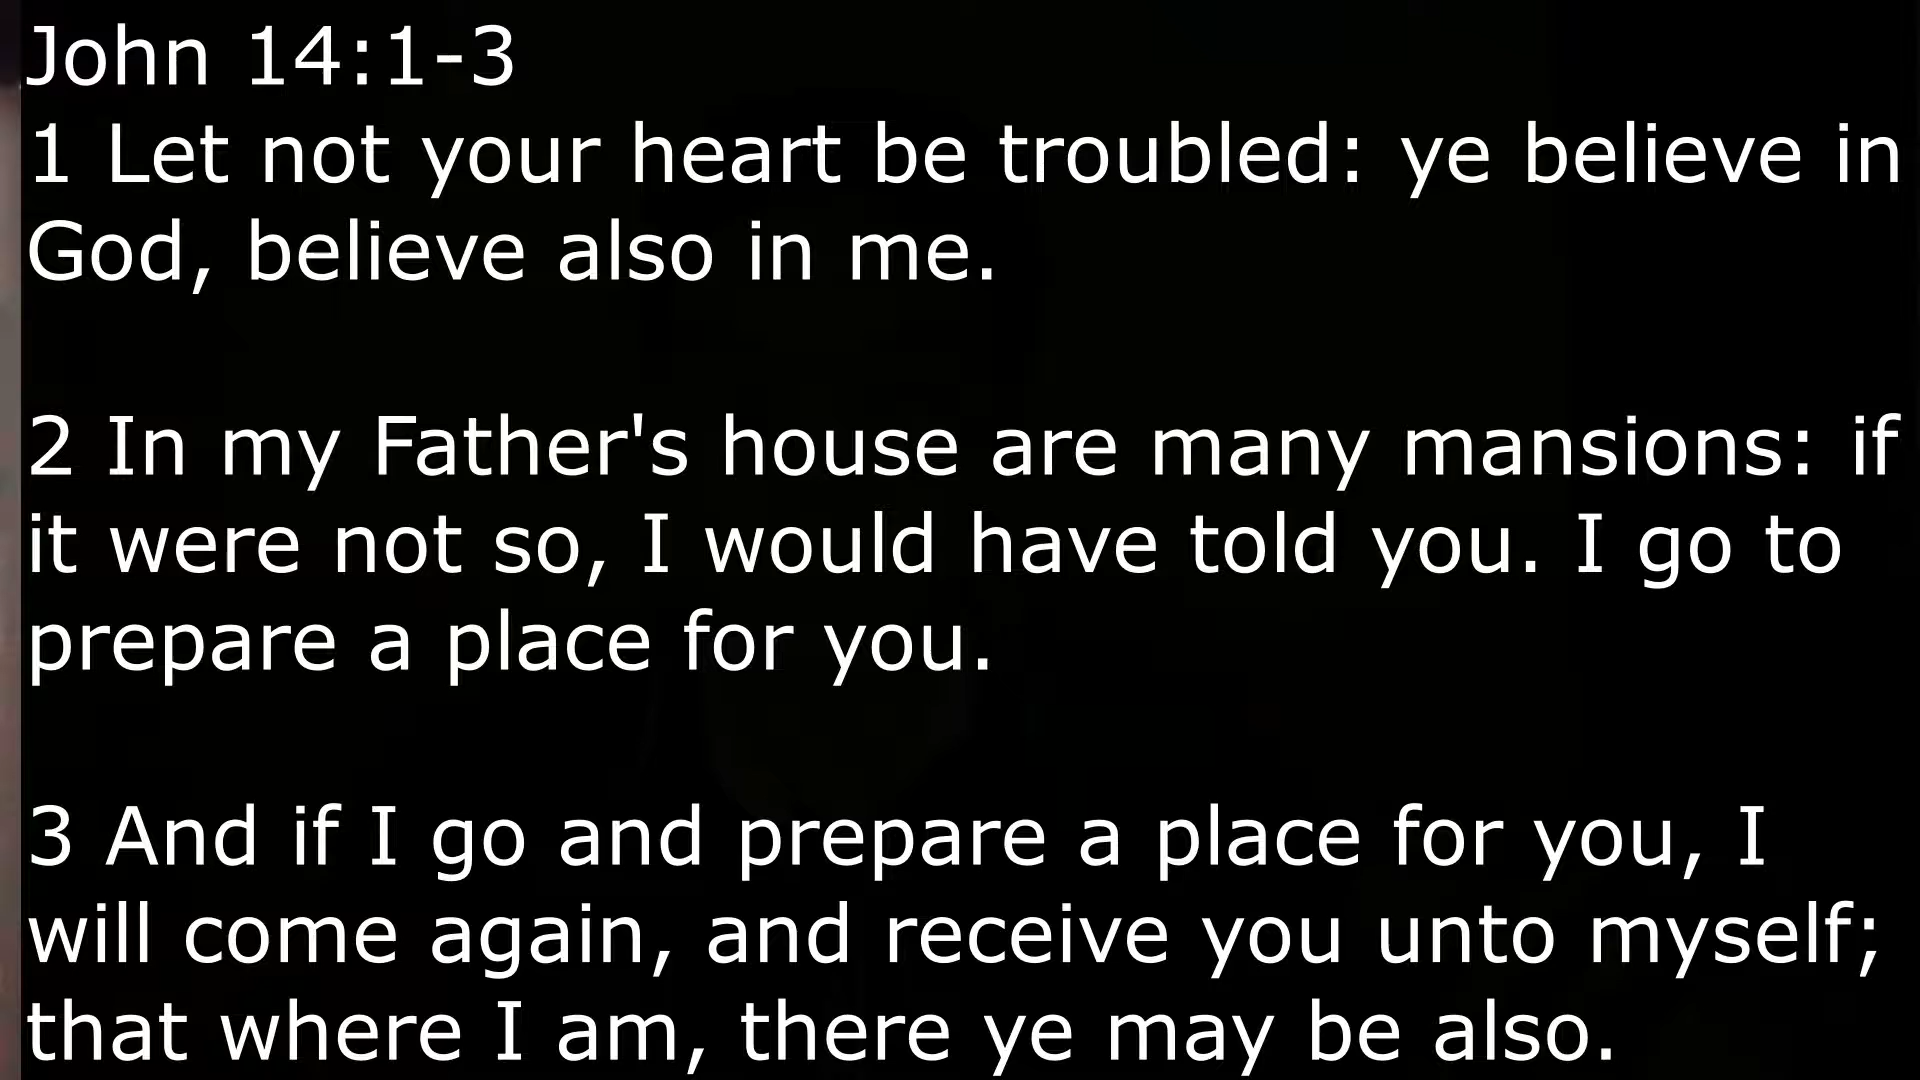 John 14:1-3
1 Let not your heart be troubled: ye believe in
God, believe also in me.
2 In my Father's house are many mansions: if
it were not so, I would have told you. I go to
prepare a place for you.
3 And if I go and prepare a place for you, I
will come again, and receive you unto myself;
that where I am, there ye may be also.